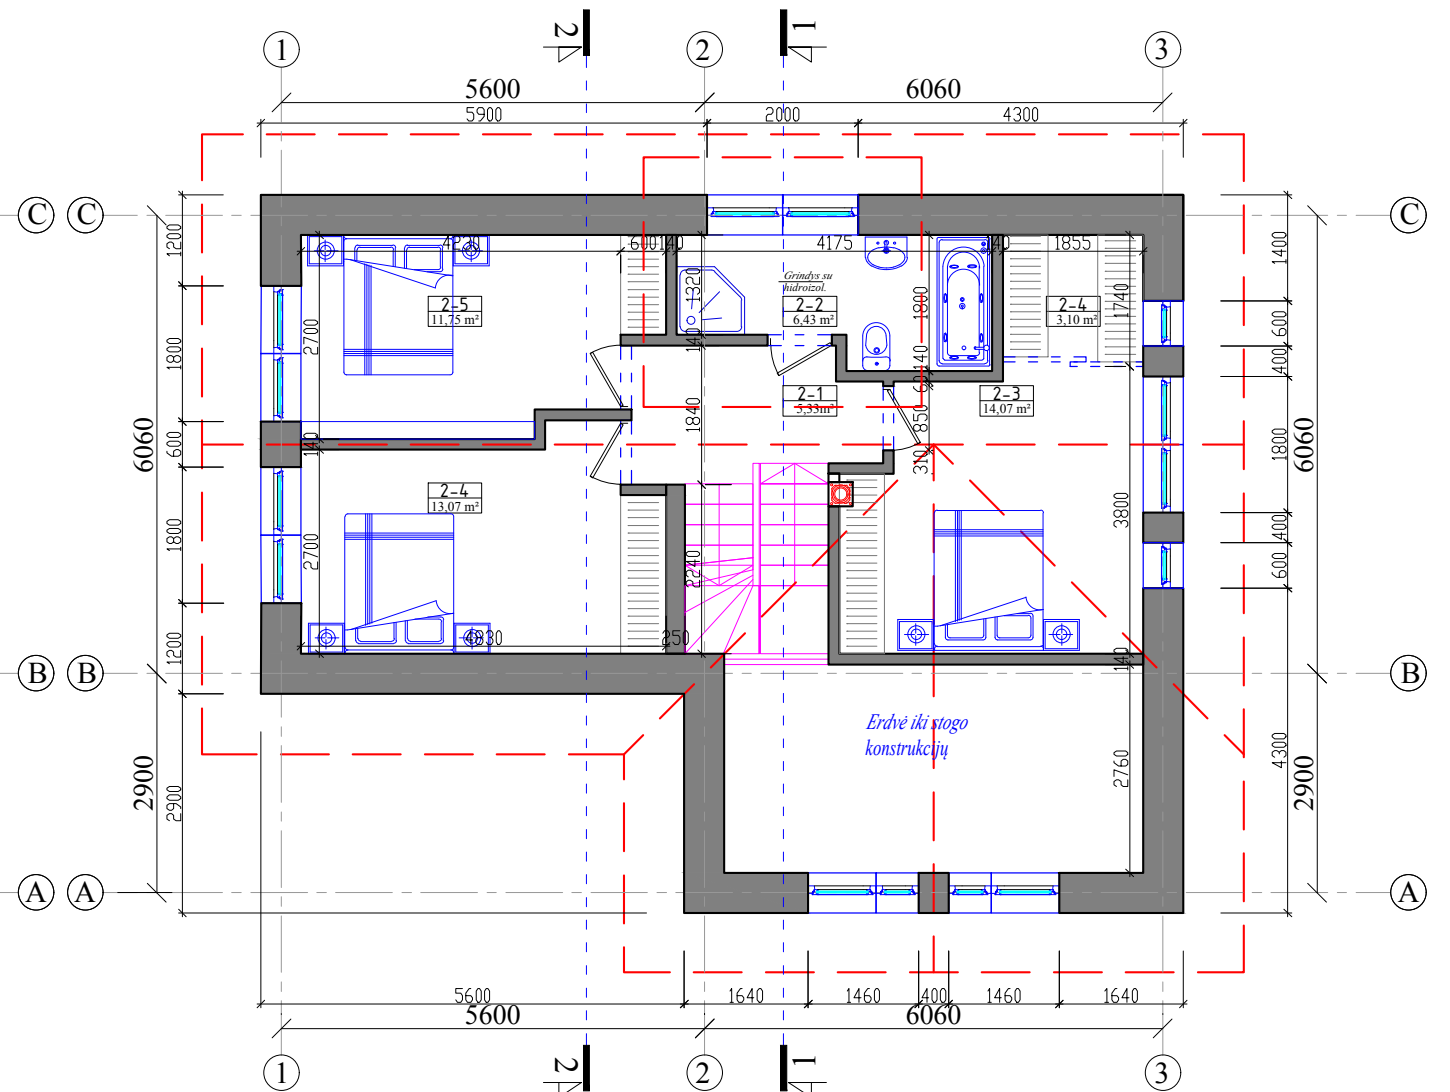 2 1
1 2 3
5600 6060
5900 2000 4300
C C C
1200 1400
4230 600 140 4175 140 1855
Grindys su
hidroizol.
2-5
11,75 m²
2-2
6,43 m²
2-4
3,10 m²
1320 1800 1740
600
2700 140 140 400
1800
60
2-1
5,33m²
2-3
14,07 m²
850
1840
6060 600 140 310 1800 6060
2-4
13,07 m²
3800
1800 2700 2240 400
600
1200 4830 250 140
B B B
Erdvė iki stogo
konstrukcijų
2900 2900 2760 4300 2900
A A A
5600 1640 1460 400 1460 1640
5600 6060
2 1
1 2 3